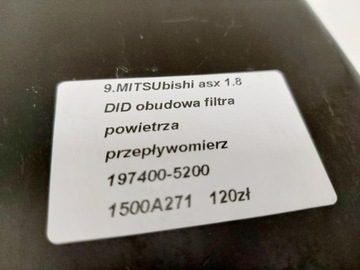 9.MITSUbishi asx 1.8
DID obudowa filtra
powietrza
przepływomierz
197400-5200
1500A271 120zł